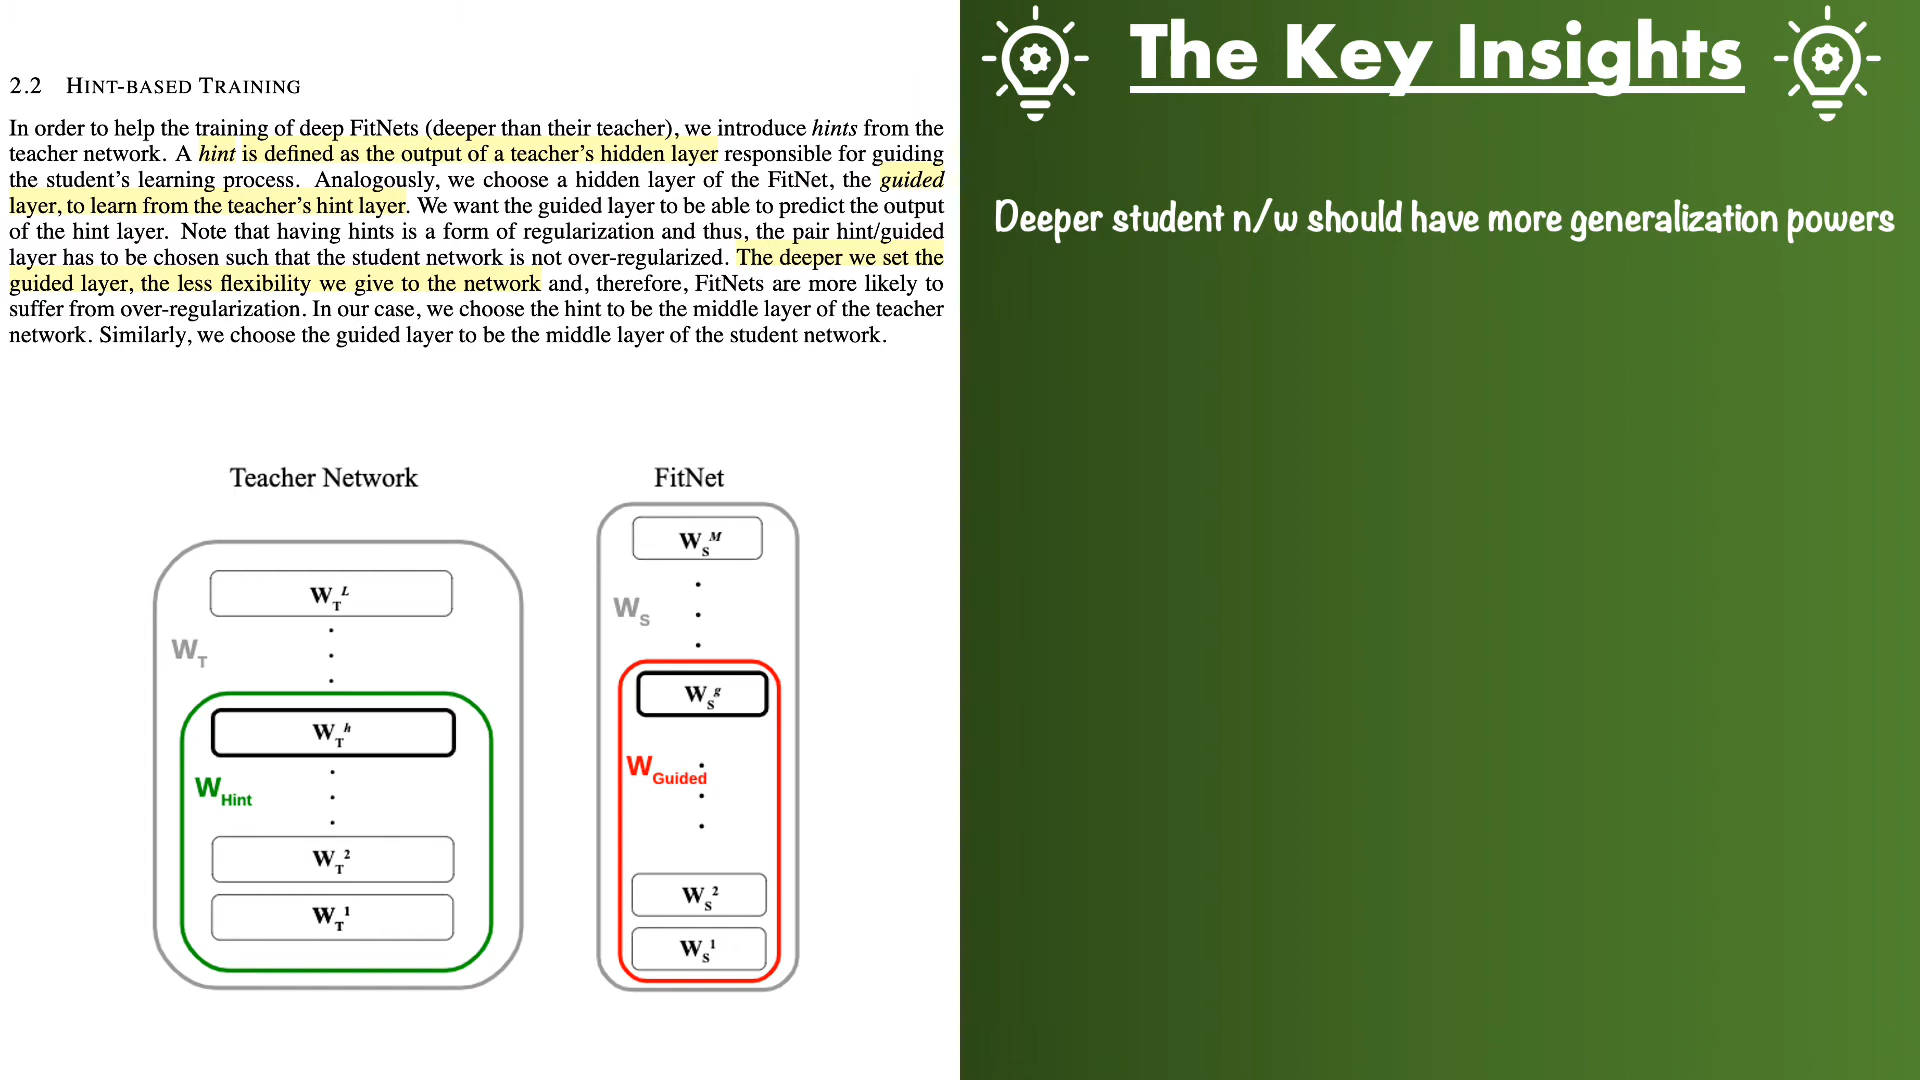 2.2 HINT-BASED TRAINING
In order to help the training of deep FitNets (deeper than their teacher), we introduce hints from the
teacher network. A hint is defined as the output of a teacher's hidden layer responsible for guiding
the student's learning process. Analogously, we choose a hidden layer of the FitNet, the guided
layer, to learn from the teacher's hint layer. We want the guided layer to be able to predict the output
of the hint layer. Note that having hints is a form of regularization and thus, the pair hint/guided
layer has to be chosen such that the student network is not over-regularized. The deeper we set the
guided layer, the less flexibility we give to the network and, therefore, FitNets are more likely to
suffer from over-regularization. In our case, we choose the hint to be the middle layer of the teacher
network. Similarly, we choose the guided layer to be the middle layer of the student network.
Teacher Network
W_T^L
W_T
W_T^h
W_Hint
W_T^2
W_T^1
FitNet
W_S^M
W_S
W_S^g
W_Guided
W_S^2
W_S^1
The Key Insights
Deeper student n/w should have more generalization powers